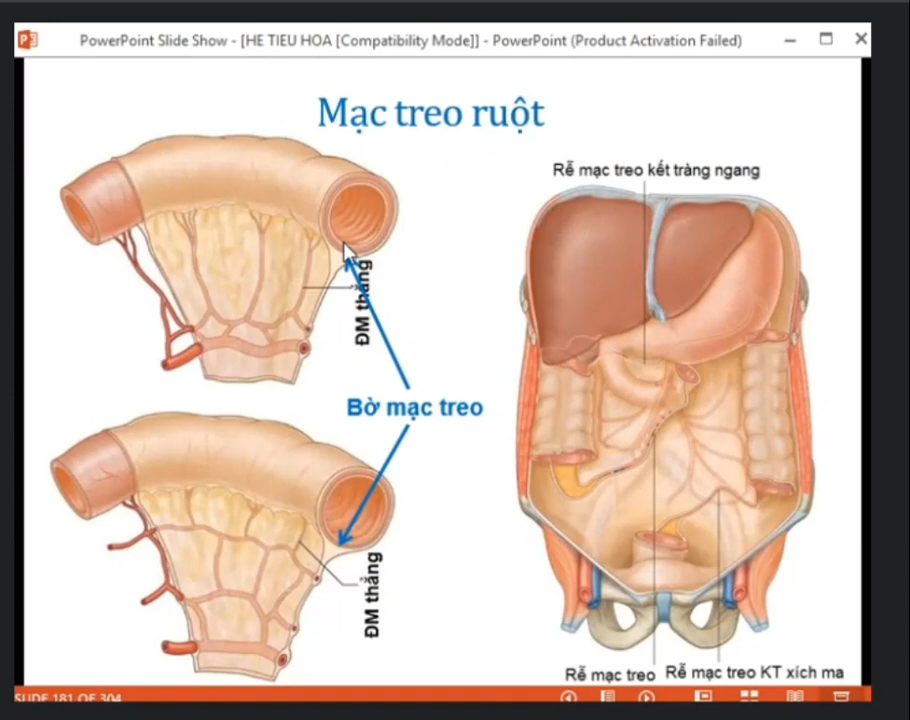 PowerPoint Slide Show - [HE TIEU HOA [Compatibility Mode]] - PowerPoint (Product Activation Failed)
Mạc treo ruột
Rễ mạc treo kết tràng ngang
ĐM thẳng
Bờ mạc treo
ĐM thẳng
Rễ mạc treo
Rễ mạc treo KT xích ma
SLIDE 181 OF 304